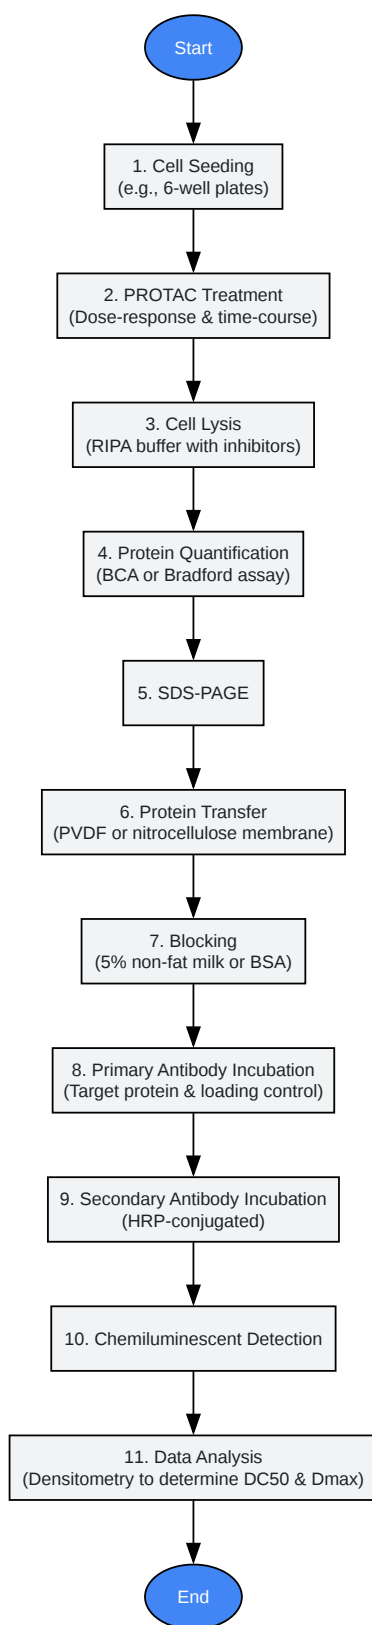 Start
1. Cell Seeding
(e.g., 6-well plates)
2. PROTAC Treatment
(Dose-response & time-course)
3. Cell Lysis
(RIPA buffer with inhibitors)
4. Protein Quantification
(BCA or Bradford assay)
5. SDS-PAGE
6. Protein Transfer
(PVDF or nitrocellulose membrane)
7. Blocking
(5% non-fat milk or BSA)
8. Primary Antibody Incubation
(Target protein & loading control)
9. Secondary Antibody Incubation
(HRP-conjugated)
10. Chemiluminescent Detection
11. Data Analysis
(Densitometry to determine DC50 & Dmax)
End